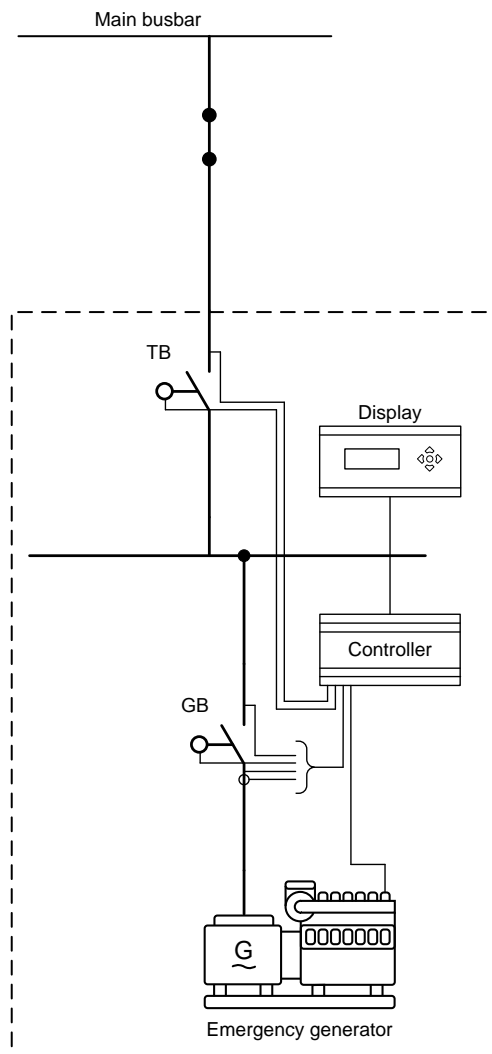 Main busbar
TB
Display
Controller
GB
G
Emergency generator